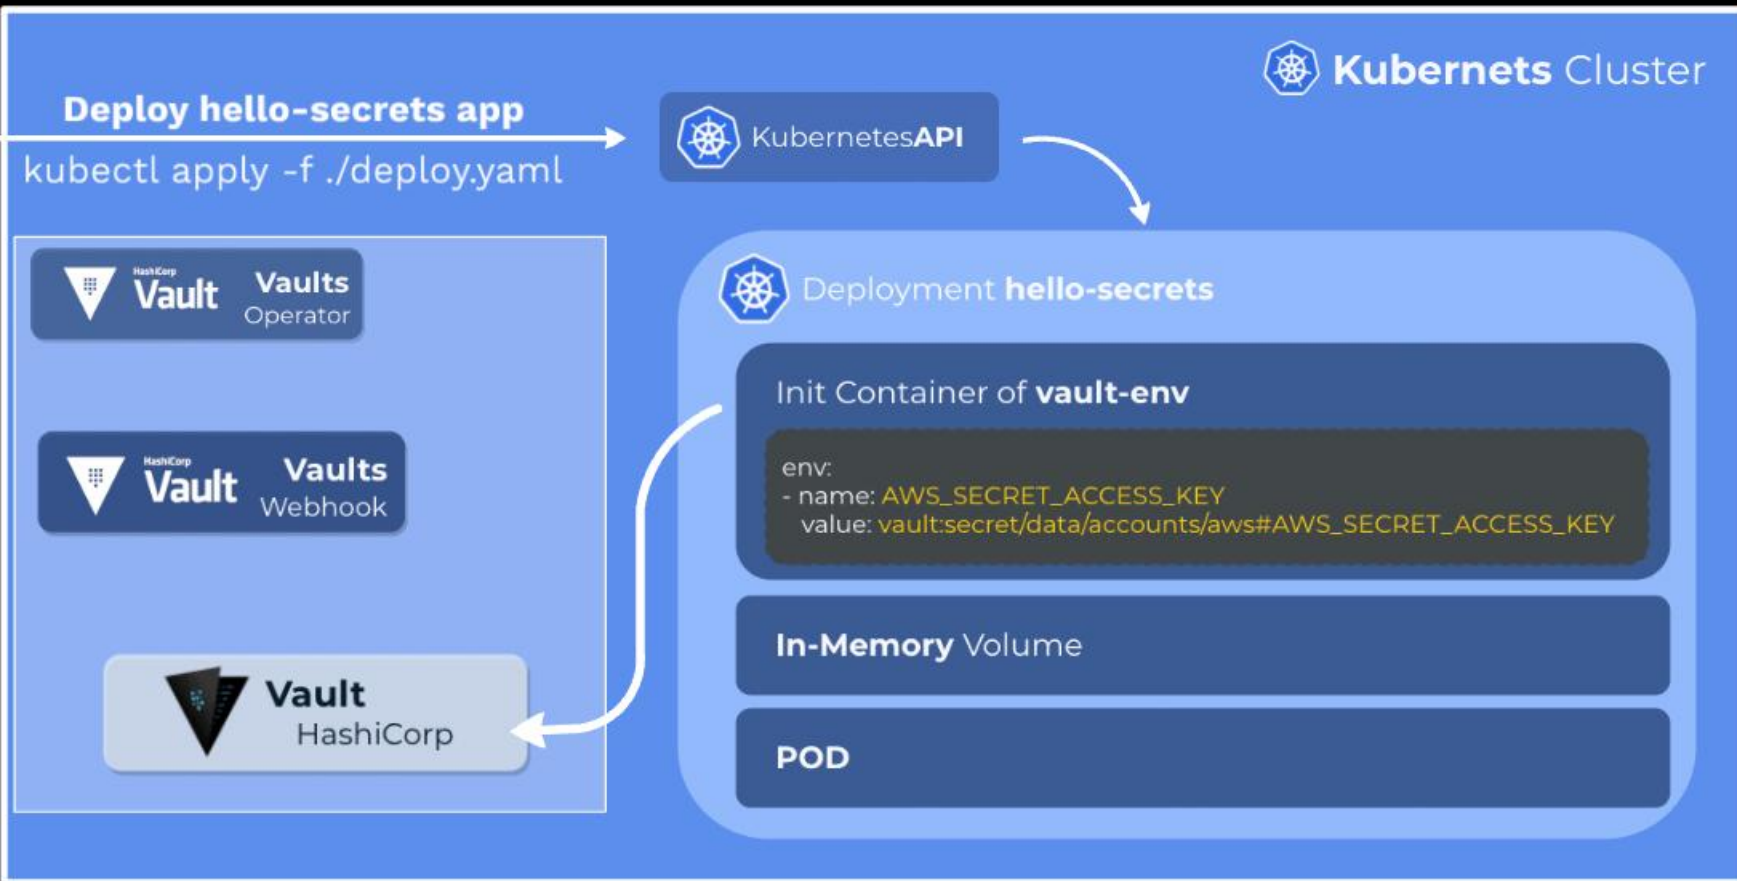 Kubernets Cluster
Deploy hello-secrets app
kubectl apply -f ./deploy.yaml
KubernetesAPI
HashiCorp
Vault
Vaults
Operator
HashiCorp
Vault
Vaults
Webhook
Vault
HashiCorp
Deployment hello-secrets
Init Container of vault-env
env:
- name: AWS_SECRET_ACCESS_KEY
value: vault:secret/data/accounts/aws#AWS_SECRET_ACCESS_KEY
In-Memory Volume
POD